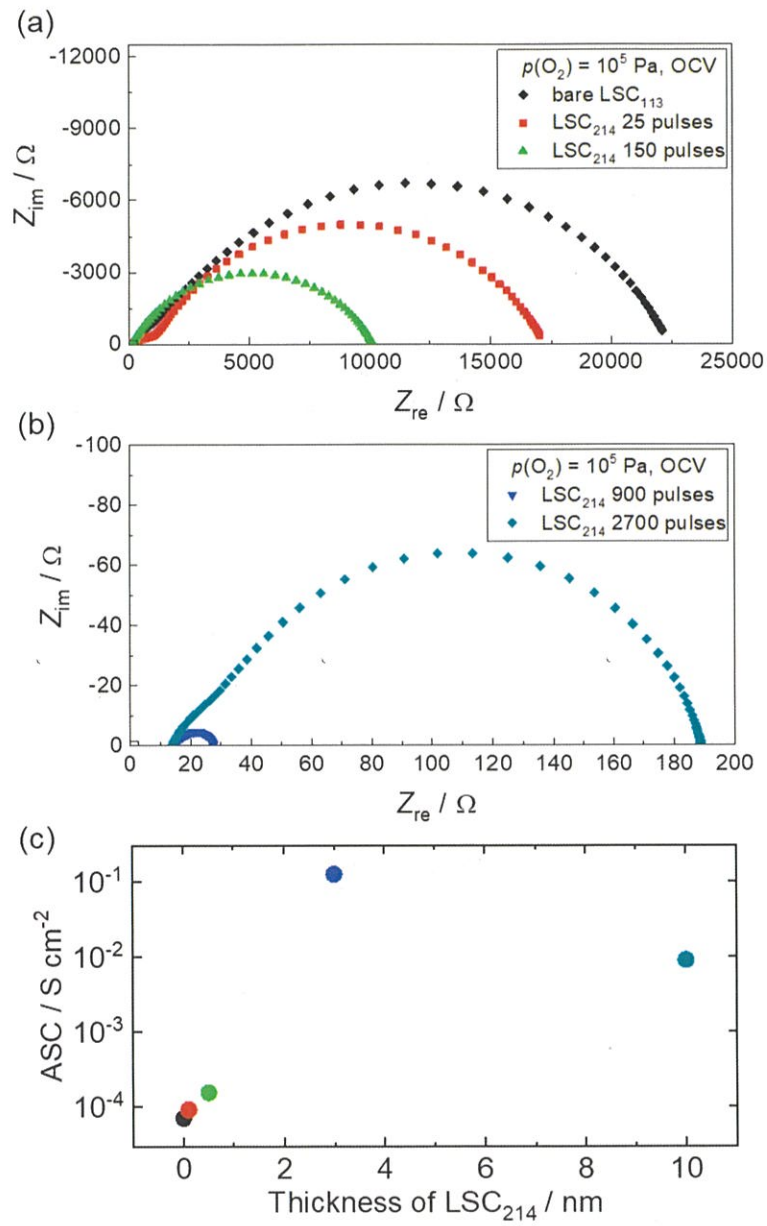 (a)
-12000
-9000
-6000
-3000
0
Z_im / Ω
p(O₂) = 10⁵ Pa, OCV
bare LSC₁₁₃
LSC₂₁₄ 25 pulses
LSC₂₁₄ 150 pulses
0 5000 10000 15000 20000 25000
Z_re / Ω
(b)
-100
-80
-60
-40
-20
0
Z_im / Ω
p(O₂) = 10⁵ Pa, OCV
LSC₂₁₄ 900 pulses
LSC₂₁₄ 2700 pulses
0 20 40 60 80 100 120 140 160 180 200
Z_re / Ω
(c)
10⁻¹
10⁻²
10⁻³
10⁻⁴
ASC / S cm⁻²
0 2 4 6 8 10
Thickness of LSC₂₁₄ / nm